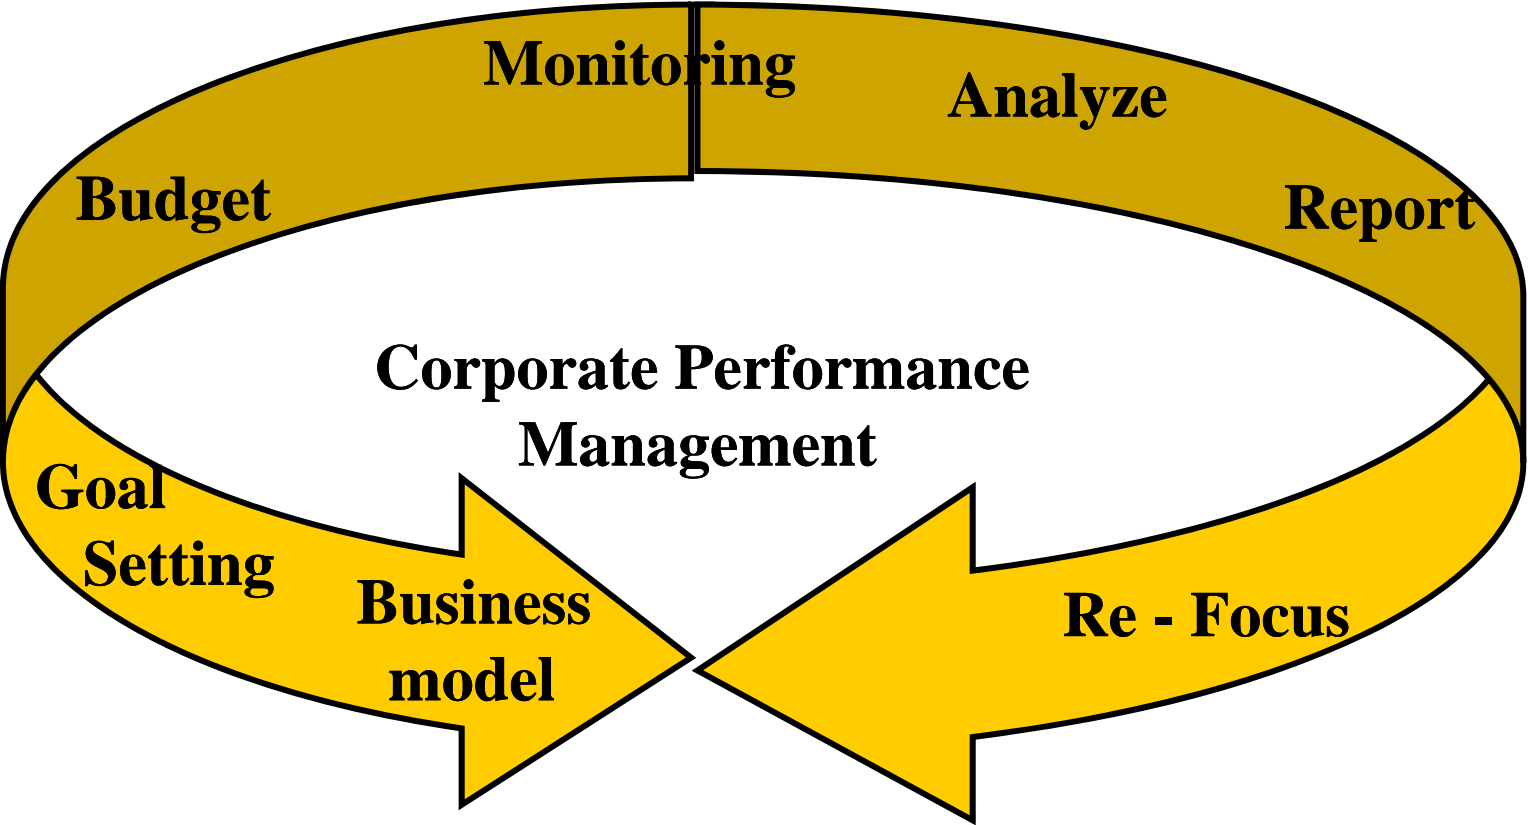 Monitoring
Analyze
Budget
Report
Corporate Performance
Management
Goal
Setting
Business
model
Re - Focus